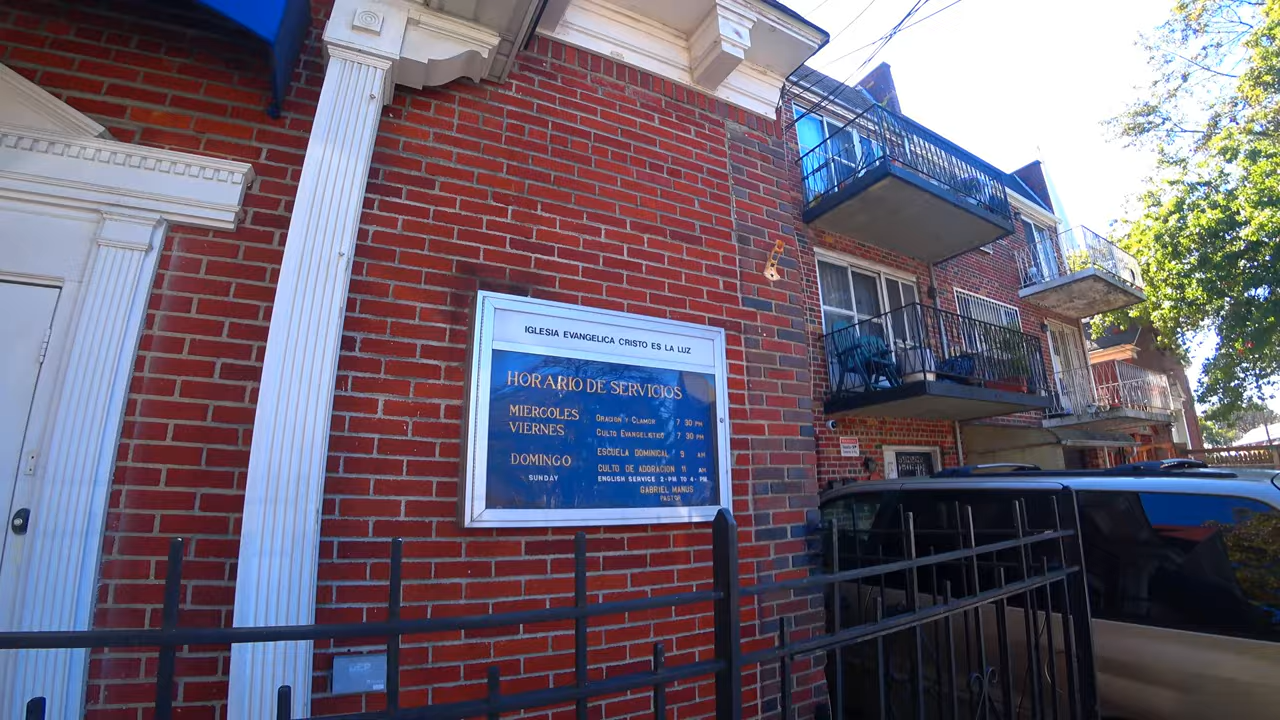 IGLESIA EVANGELICA CRISTO ES LA LUZ
HORARIO DE SERVICIOS
MIERCOLES ORACION Y CLAMOR 7 30 PM
VIERNES CULTO EVANGELISTICO 7 30 PM
ESCUELA DOMINICAL 9 AM
DOMINGO
CULTO DE ADORACION 11 AM
SUNDAY ENGLISH SERVICE 2-PM TO 4-PM
GABRIEL MANUS
PASTOR